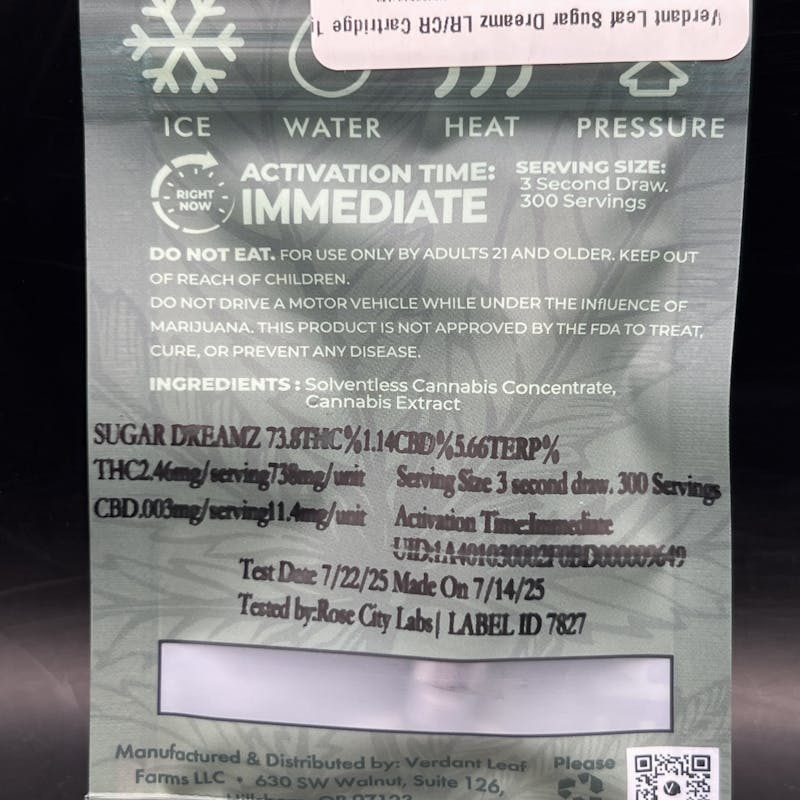 Verdant Leaf Sugar Dreamz LR/CR Cartridge
ICE WATER HEAT PRESSURE
RIGHT NOW
ACTIVATION TIME:
IMMEDIATE
SERVING SIZE:
3 Second Draw.
300 Servings
DO NOT EAT. FOR USE ONLY BY ADULTS 21 AND OLDER. KEEP OUT
OF REACH OF CHILDREN.
DO NOT DRIVE A MOTOR VEHICLE WHILE UNDER THE INflUENCE OF
MARIJUANA. THIS PRODUCT IS NOT APPROVED BY THE FDA TO TREAT,
CURE, OR PREVENT ANY DISEASE.
INGREDIENTS : Solventless Cannabis Concentrate,
Cannabis Extract
SUGAR DREAMZ 73.8THC%1.14CBD%5.66TERP%
THC2.46mg/serving738mg/unit Serving Size 3 second draw. 300 Servings
CBD.003mg/serving11.4mg/unit Activation Time:Immediate
UID:1A401030002F0BD000009649
Test Date 7/22/25 Made On 7/14/25
Tested by:Rose City Labs| LABEL ID 7827
Manufactured & Distributed by: Verdant Leaf
Farms LLC • 630 SW Walnut, Suite 126,
Please